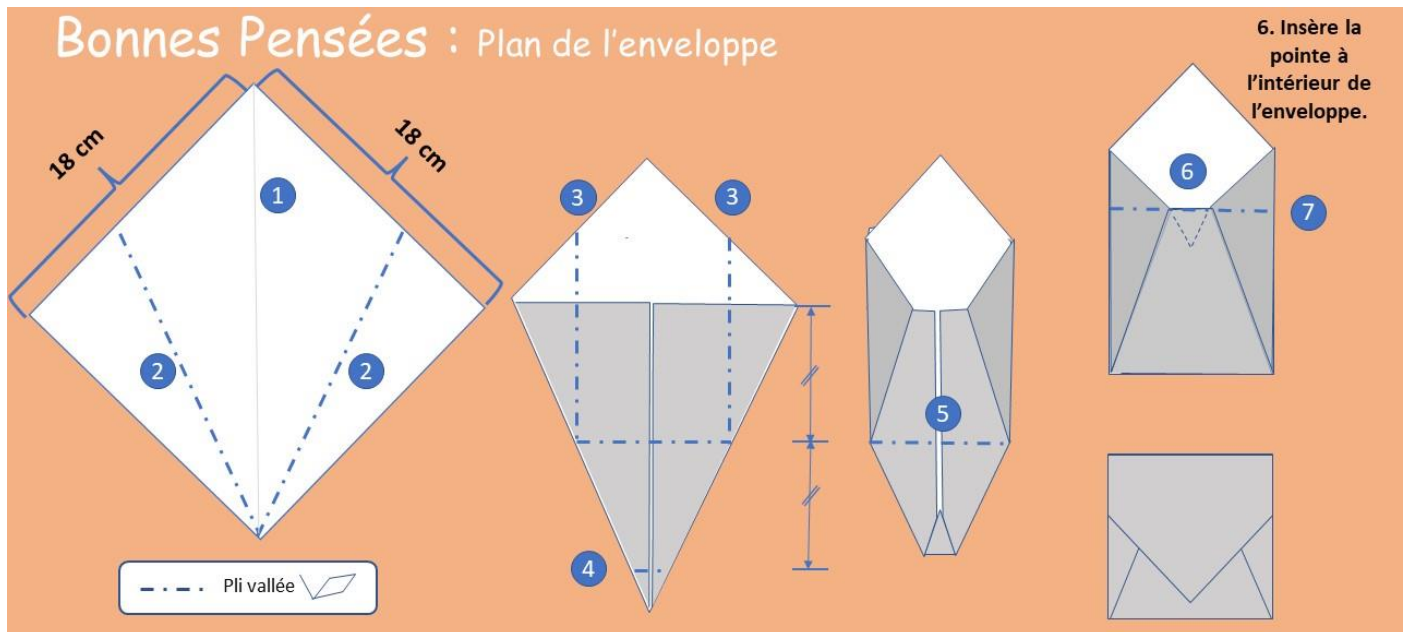 Bonnes Pensées : Plan de l'enveloppe
18 cm
18 cm
1
2
2
3
3
4
5
6. Insère la
pointe à
l'intérieur de
l'enveloppe.
6
7
Pli vallée